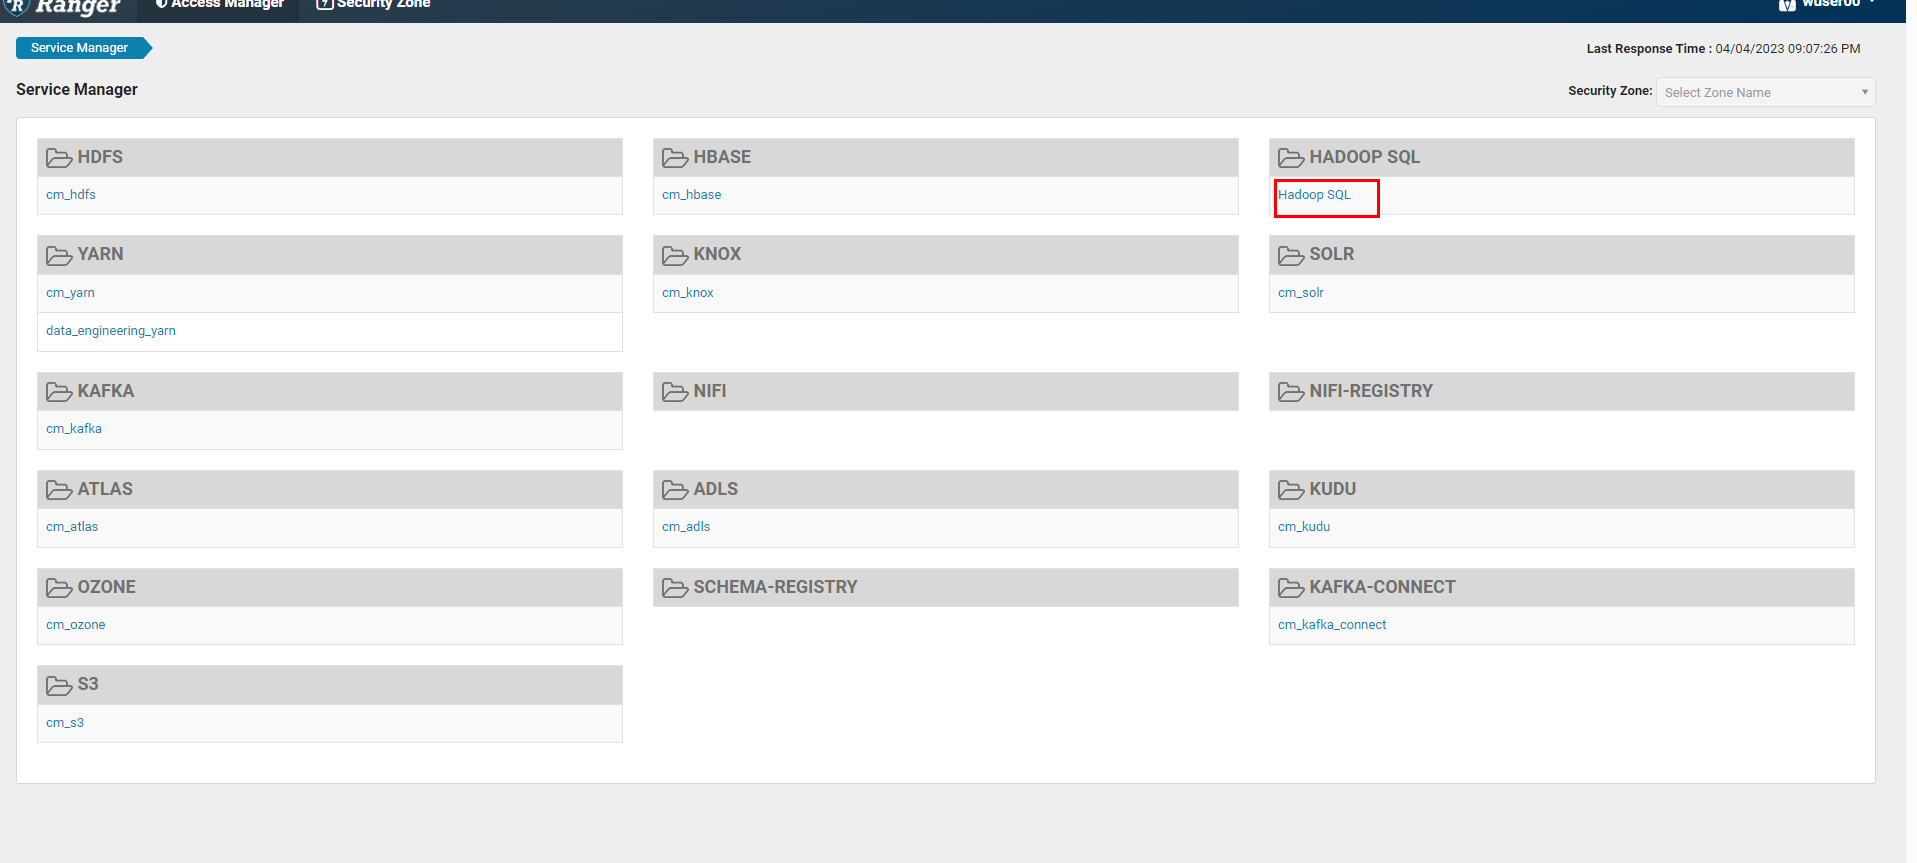 Ranger Access Manager Security Zone wuser00
Service Manager Last Response Time : 04/04/2023 09:07:26 PM
Service Manager Security Zone: Select Zone Name
HDFS HBASE HADOOP SQL
cm_hdfs cm_hbase Hadoop SQL
YARN KNOX SOLR
cm_yarn cm_knox cm_solr
data_engineering_yarn
KAFKA NIFI NIFI-REGISTRY
cm_kafka
ATLAS ADLS KUDU
cm_atlas cm_adls cm_kudu
OZONE SCHEMA-REGISTRY KAFKA-CONNECT
cm_ozone cm_kafka_connect
S3
cm_s3